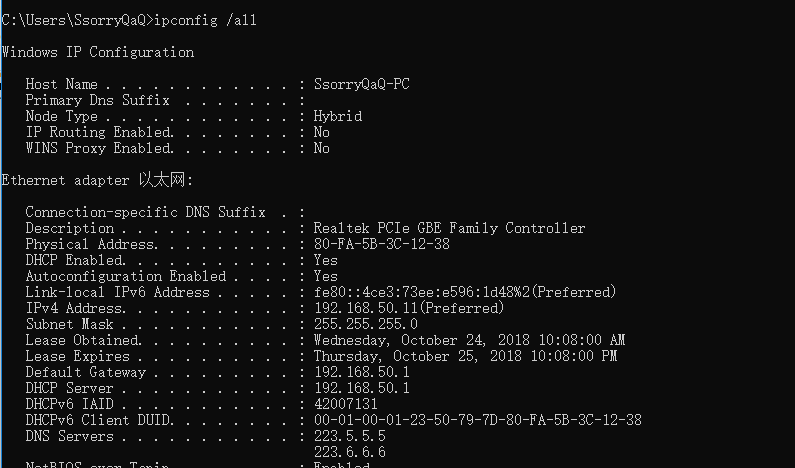 C:\Users\SsorryQaQ>ipconfig /all
Windows IP Configuration
Host Name . . . . . . . . . . . . : SsorryQaQ-PC
Primary Dns Suffix  . . . . . . . :
Node Type . . . . . . . . . . . . : Hybrid
IP Routing Enabled. . . . . . . . : No
WINS Proxy Enabled. . . . . . . . : No
Ethernet adapter 以太网:
Connection-specific DNS Suffix  . :
Description . . . . . . . . . . . : Realtek PCIe GBE Family Controller
Physical Address. . . . . . . . . : 80-FA-5B-3C-12-38
DHCP Enabled. . . . . . . . . . . : Yes
Autoconfiguration Enabled . . . . : Yes
Link-local IPv6 Address . . . . . : fe80::4ce3:73ee:e596:1d48%2(Preferred)
IPv4 Address. . . . . . . . . . . : 192.168.50.11(Preferred)
Subnet Mask . . . . . . . . . . . : 255.255.255.0
Lease Obtained. . . . . . . . . . : Wednesday, October 24, 2018 10:08:00 AM
Lease Expires . . . . . . . . . . : Thursday, October 25, 2018 10:08:00 PM
Default Gateway . . . . . . . . . : 192.168.50.1
DHCP Server . . . . . . . . . . . : 192.168.50.1
DHCPv6 IAID . . . . . . . . . . . : 42007131
DHCPv6 Client DUID. . . . . . . . : 00-01-00-01-23-50-79-7D-80-FA-5B-3C-12-38
DNS Servers . . . . . . . . . . . : 223.5.5.5
223.6.6.6
NetBIOS over Tcpip. . . . . . . . : Enabled